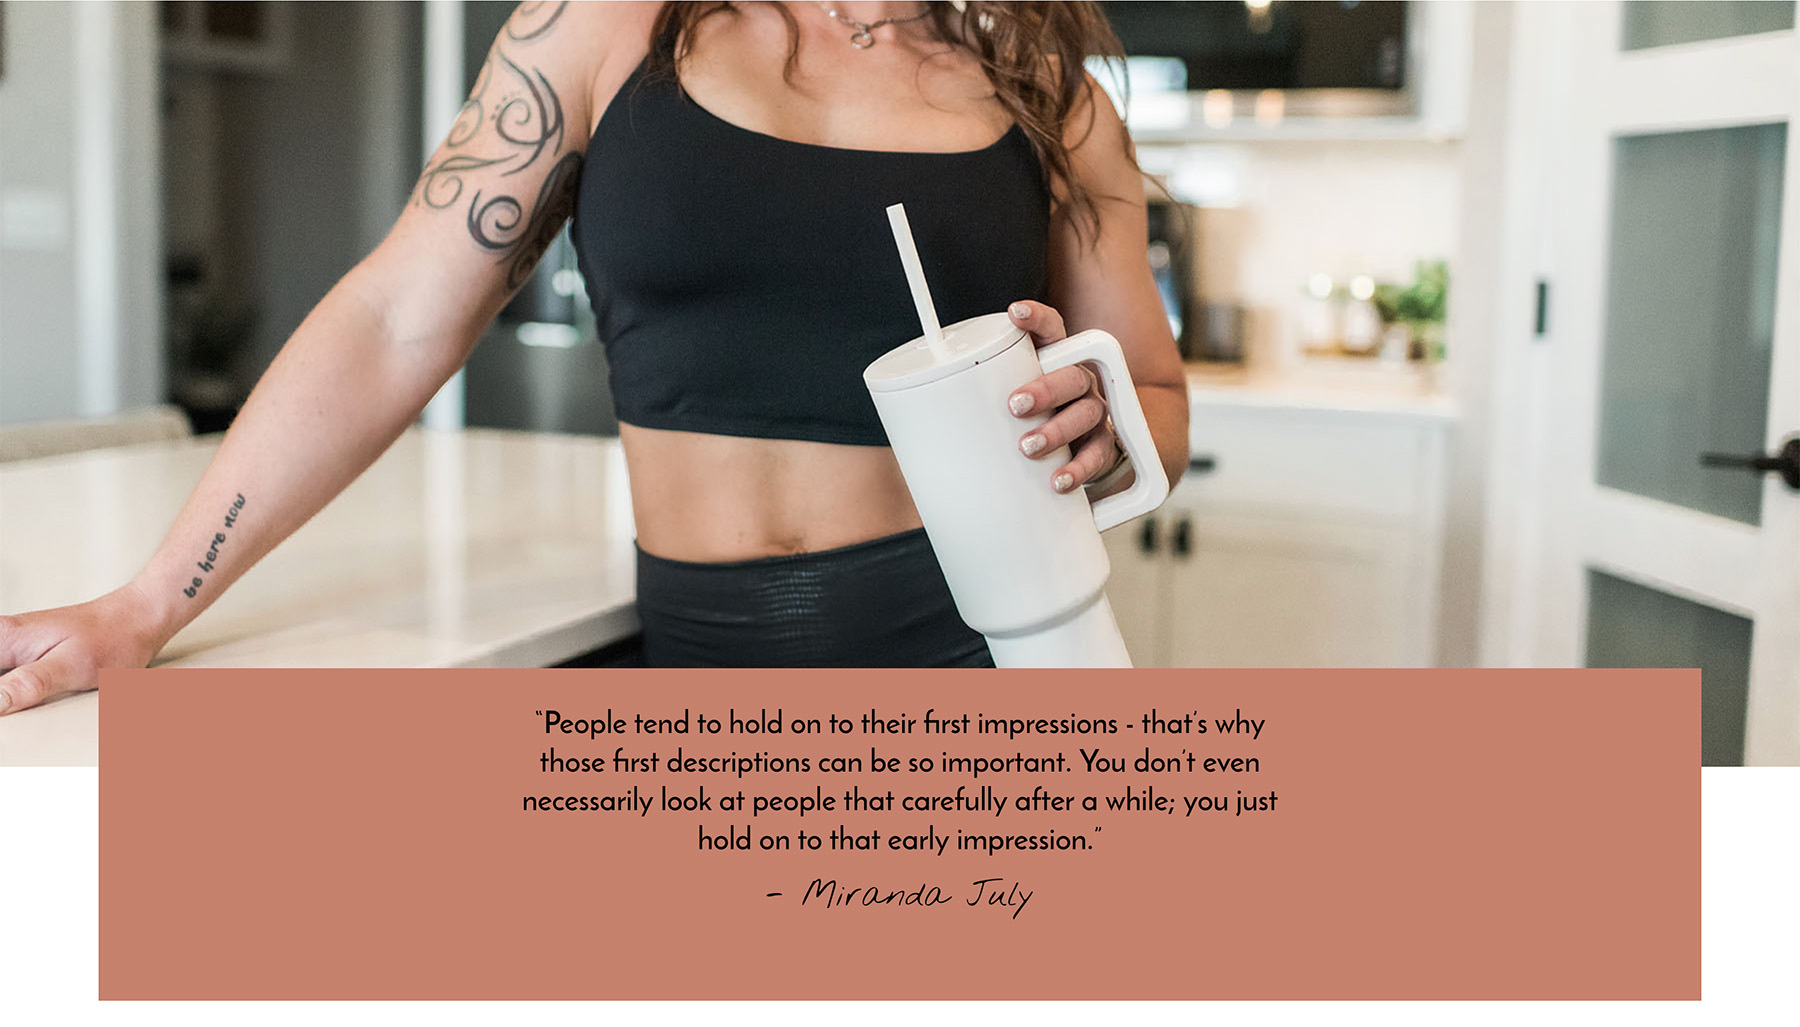 be here now
“People tend to hold on to their first impressions - that’s why
those first descriptions can be so important. You don’t even
necessarily look at people that carefully after a while; you just
hold on to that early impression.”
- Miranda July